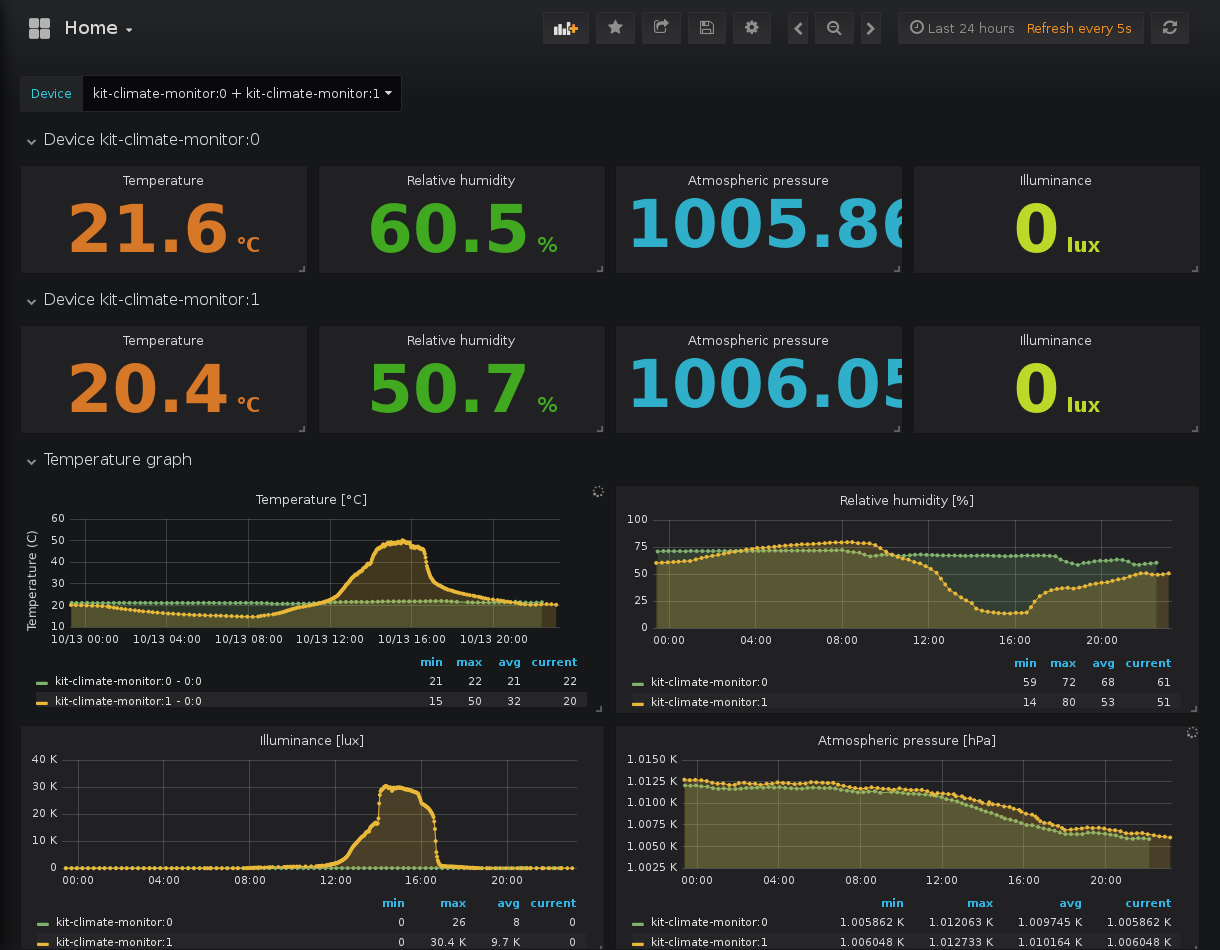 Home
Last 24 hours Refresh every 5s
Device kit-climate-monitor:0 + kit-climate-monitor:1
Device kit-climate-monitor:0
Temperature Relative humidity Atmospheric pressure Illuminance
21.6 °C 60.5 % 1005.86 0 lux
Device kit-climate-monitor:1
Temperature Relative humidity Atmospheric pressure Illuminance
20.4 °C 50.7 % 1006.05 0 lux
Temperature graph
Temperature [°C]
Temperature (C)
60
50
40
30
20
10
10/13 00:00 10/13 04:00 10/13 08:00 10/13 12:00 10/13 16:00 10/13 20:00
min max avg current
kit-climate-monitor:0 - 0:0 21 22 21 22
kit-climate-monitor:1 - 0:0 15 50 32 20
Relative humidity [%]
100
75
50
25
0
00:00 04:00 08:00 12:00 16:00 20:00
min max avg current
kit-climate-monitor:0 59 72 68 61
kit-climate-monitor:1 14 80 53 51
Illuminance [lux]
40 K
30 K
20 K
10 K
0
00:00 04:00 08:00 12:00 16:00 20:00
min max avg current
kit-climate-monitor:0 0 26 8 0
kit-climate-monitor:1 0 30.4 K 9.7 K 0
Atmospheric pressure [hPa]
1.0150 K
1.0125 K
1.0100 K
1.0075 K
1.0050 K
1.0025 K
00:00 04:00 08:00 12:00 16:00 20:00
min max avg current
kit-climate-monitor:0 1.005862 K 1.012063 K 1.009745 K 1.005862 K
kit-climate-monitor:1 1.006048 K 1.012733 K 1.010164 K 1.006048 K